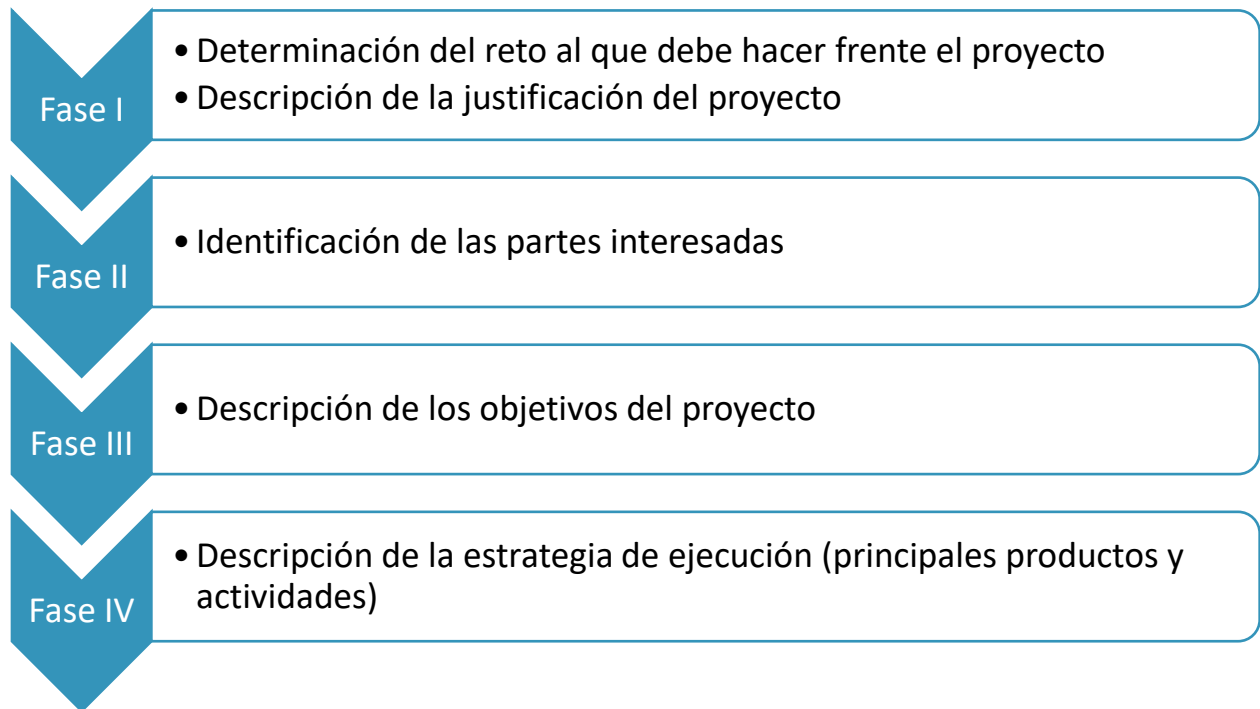 Fase I
• Determinación del reto al que debe hacer frente el proyecto
• Descripción de la justificación del proyecto
Fase II
• Identificación de las partes interesadas
Fase III
• Descripción de los objetivos del proyecto
Fase IV
• Descripción de la estrategia de ejecución (principales productos y
actividades)